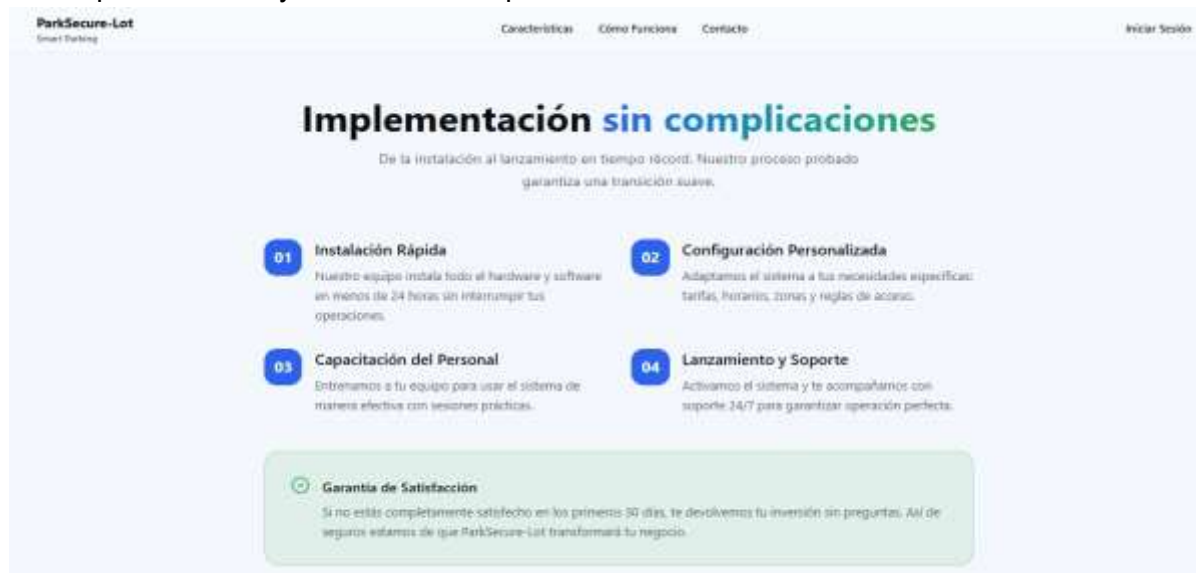 ParkSecure-Lot
Smart Parking
Características Cómo Funciona Contacto
Iniciar Sesión
Implementación sin complicaciones
De la instalación al lanzamiento en tiempo récord. Nuestro proceso probado
garantiza una transición suave.
01
Instalación Rápida
Nuestro equipo instala todo el hardware y software
en menos de 24 horas sin interrumpir tus
operaciones.
02
Configuración Personalizada
Adaptamos el sistema a tus necesidades específicas:
tarifas, horarios, zonas y reglas de acceso.
03
Capacitación del Personal
Entrenamos a tu equipo para usar el sistema de
manera efectiva con sesiones prácticas.
04
Lanzamiento y Soporte
Activamos el sistema y te acompañamos con
soporte 24/7 para garantizar operación perfecta.
Garantía de Satisfacción
Si no estás completamente satisfecho en los primeros 30 días, te devolvemos tu inversión sin preguntas. Así de
seguros estamos de que ParkSecure-Lot transformará tu negocio.